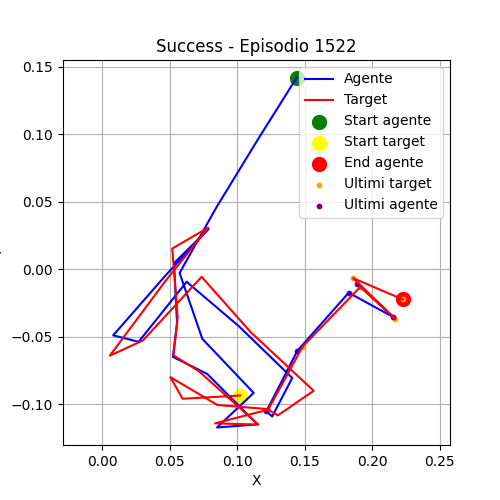 Success - Episodio 1522
0.15
0.10
0.05
0.00
−0.05
−0.10
0.00 0.05 0.10 0.15 0.20 0.25
X
Agente
Target
Start agente
Start target
End agente
Ultimi target
Ultimi agente